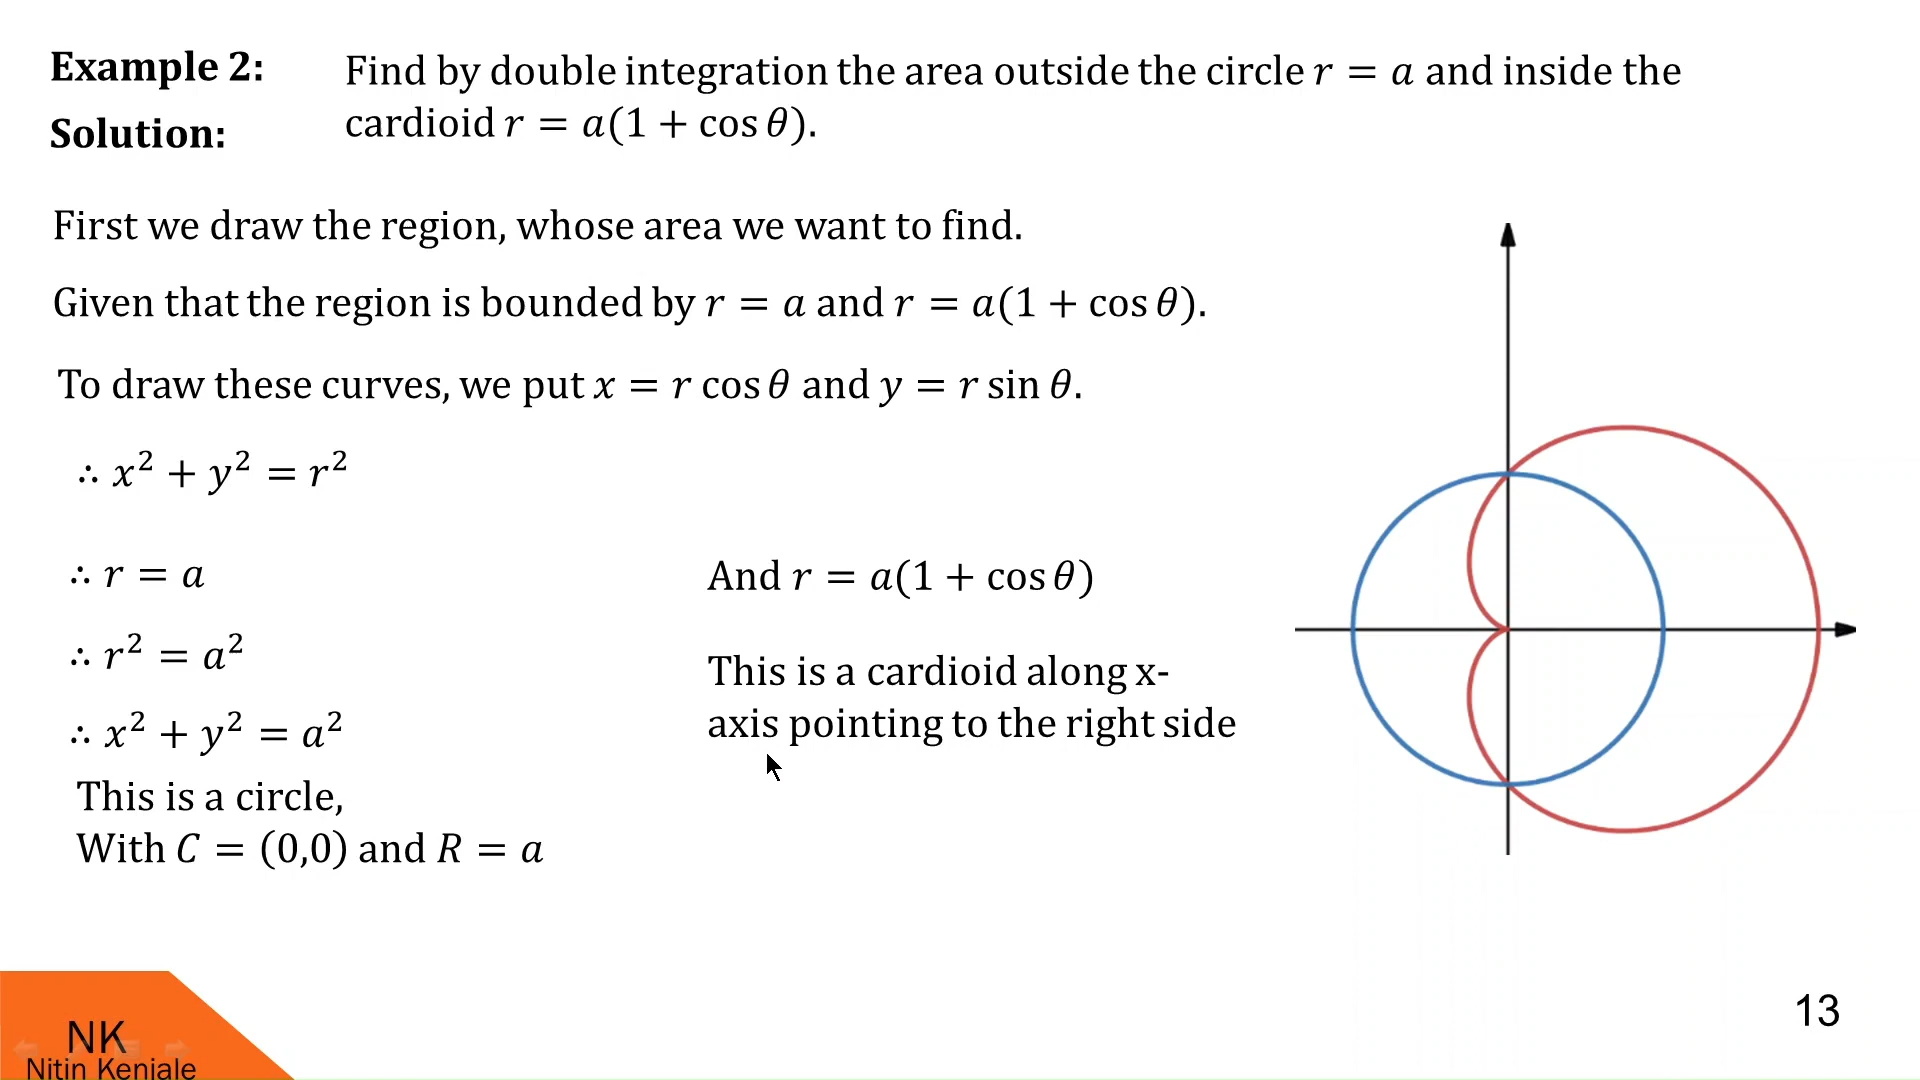 Example 2:
Find by double integration the area outside the circle r = a and inside the
cardioid r = a(1 + cos θ).
Solution:
First we draw the region, whose area we want to find.
Given that the region is bounded by r = a and r = a(1 + cos θ).
To draw these curves, we put x = r cos θ and y = r sin θ.
∴ x² + y² = r²
∴ r = a
∴ r² = a²
∴ x² + y² = a²
This is a circle,
With C = (0,0) and R = a
And r = a(1 + cos θ)
This is a cardioid along x-
axis pointing to the right side
NK
Nitin Keniale
13